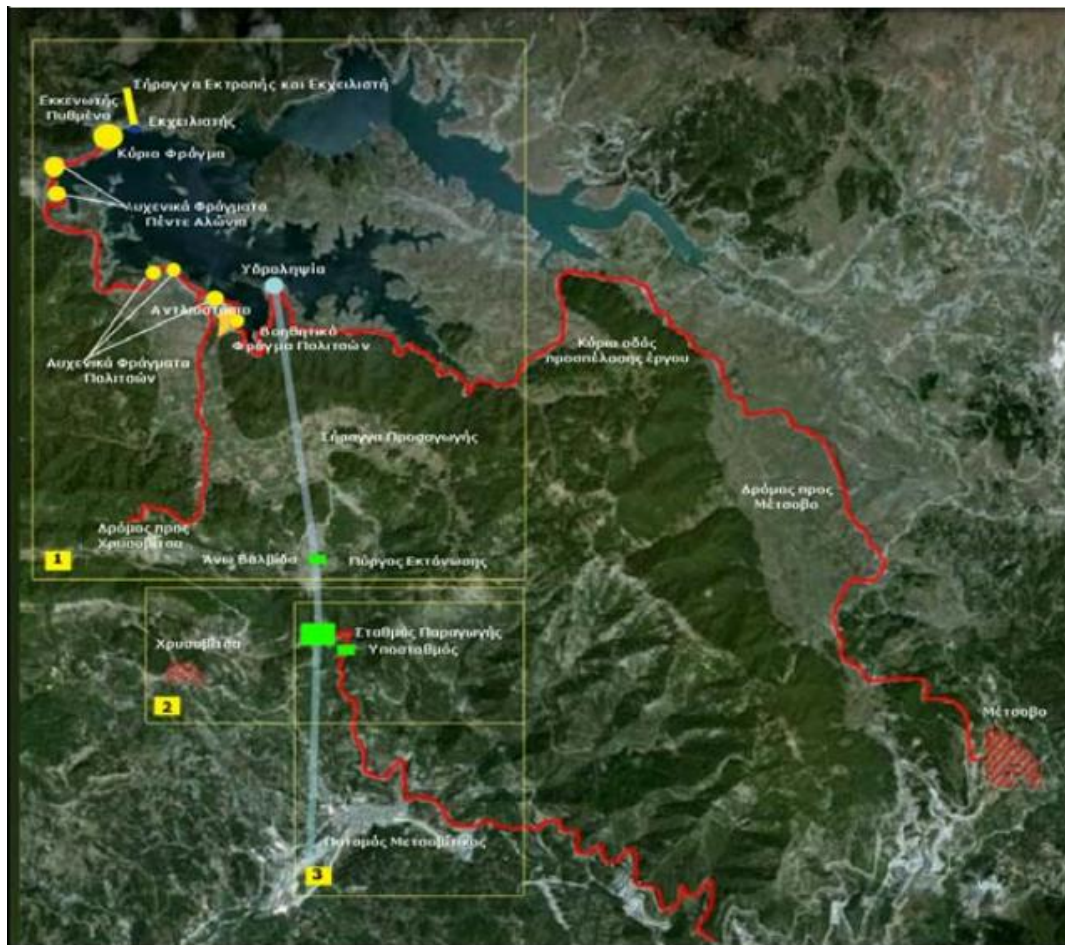 Σήραγγα Εκτροπής και Εκχειλιστή
Εκκενωτής
Πυθμένα
Εκχειλιστής
Κύριο Φράγμα
Αυχενικά Φράγματα
Πέντε Αλώνια
Υδροληψία
Αντλιοστάσιο
Βοηθητικό
Φράγμα Πολιτσών
Αυχενικά Φράγματα
Πολιτσών
Κύρια οδός
προσπέλασης έργου
Σήραγγα Προσαγωγής
Δρόμος προς
Μέτσοβο
Δρόμος προς
Χρυσοβίτσα
1
Άνω Βαλβίδα
Πύργος Εκτόνωσης
Χρυσοβίτσα
Σταθμός Παραγωγής
Υποσταθμός
2
Μέτσοβο
Ποταμός Μετσοβίτικος
3